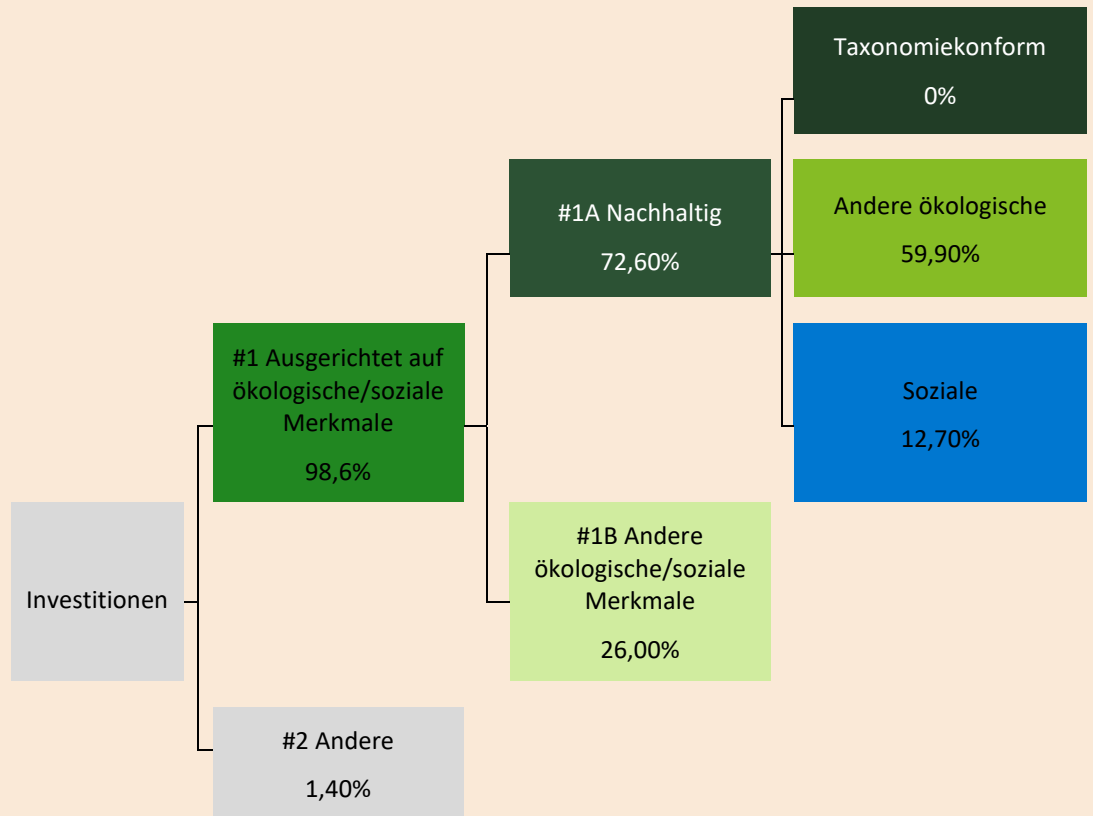 Taxonomiekonform
0%
#1A Nachhaltig
72,60%
Andere ökologische
59,90%
#1 Ausgerichtet auf
ökologische/soziale
Merkmale
98,6%
Soziale
12,70%
Investitionen
#1B Andere
ökologische/soziale
Merkmale
26,00%
#2 Andere
1,40%